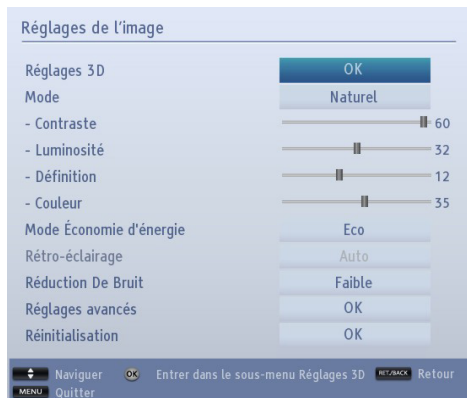 Réglages de l'image
Réglages 3D OK
Mode Naturel
- Contraste 60
- Luminosité 32
- Définition 12
- Couleur 35
Mode Économie d'énergie Eco
Rétro-éclairage Auto
Réduction De Bruit Faible
Réglages avancés OK
Réinitialisation OK
Naviguer OK Entrer dans le sous-menu Réglages 3D RET./BACK Retour
MENU Quitter